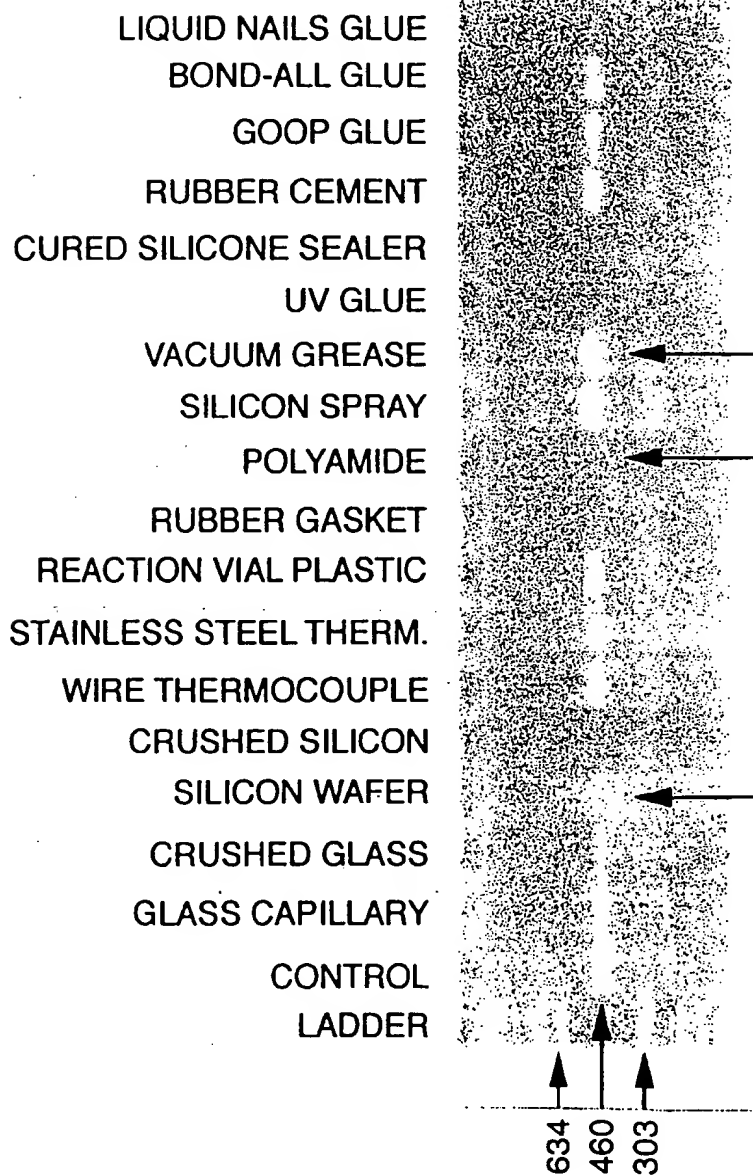 LIQUID NAILS GLUE
BOND-ALL GLUE
GOOP GLUE
RUBBER CEMENT
CURED SILICONE SEALER
UV GLUE
VACUUM GREASE
SILICON SPRAY
POLYAMIDE
RUBBER GASKET
REACTION VIAL PLASTIC
STAINLESS STEEL THERM.
WIRE THERMOCOUPLE
CRUSHED SILICON
SILICON WAFER
CRUSHED GLASS
GLASS CAPILLARY
CONTROL
LADDER
634
460
303